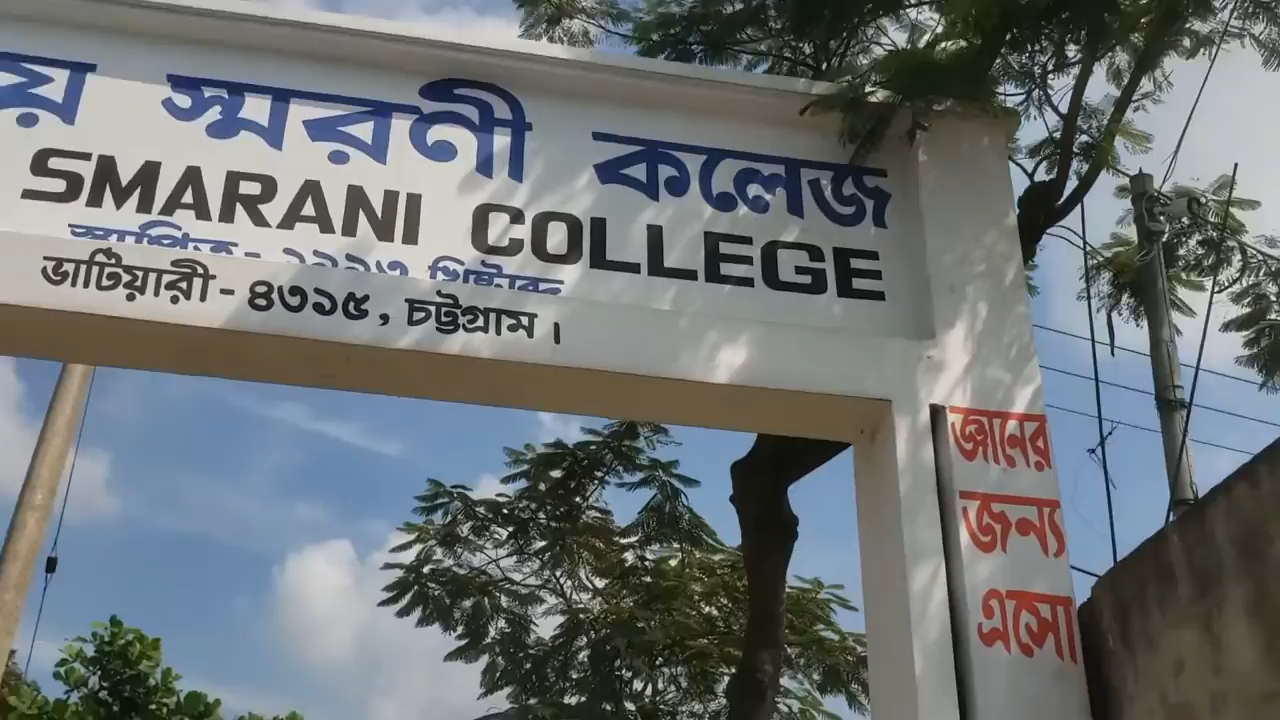 স্মরণী কলেজ
SMARANI COLLEGE
ভাটিয়ারী - ৪৩১৫, চট্টগ্রাম।
জ্ঞানের
জন্য
এসো